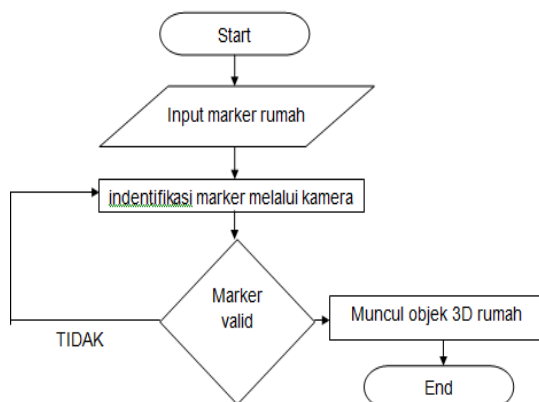 Start
Input marker rumah
indentifikasi marker melalui kamera
Marker
valid
TIDAK
Muncul objek 3D rumah
End